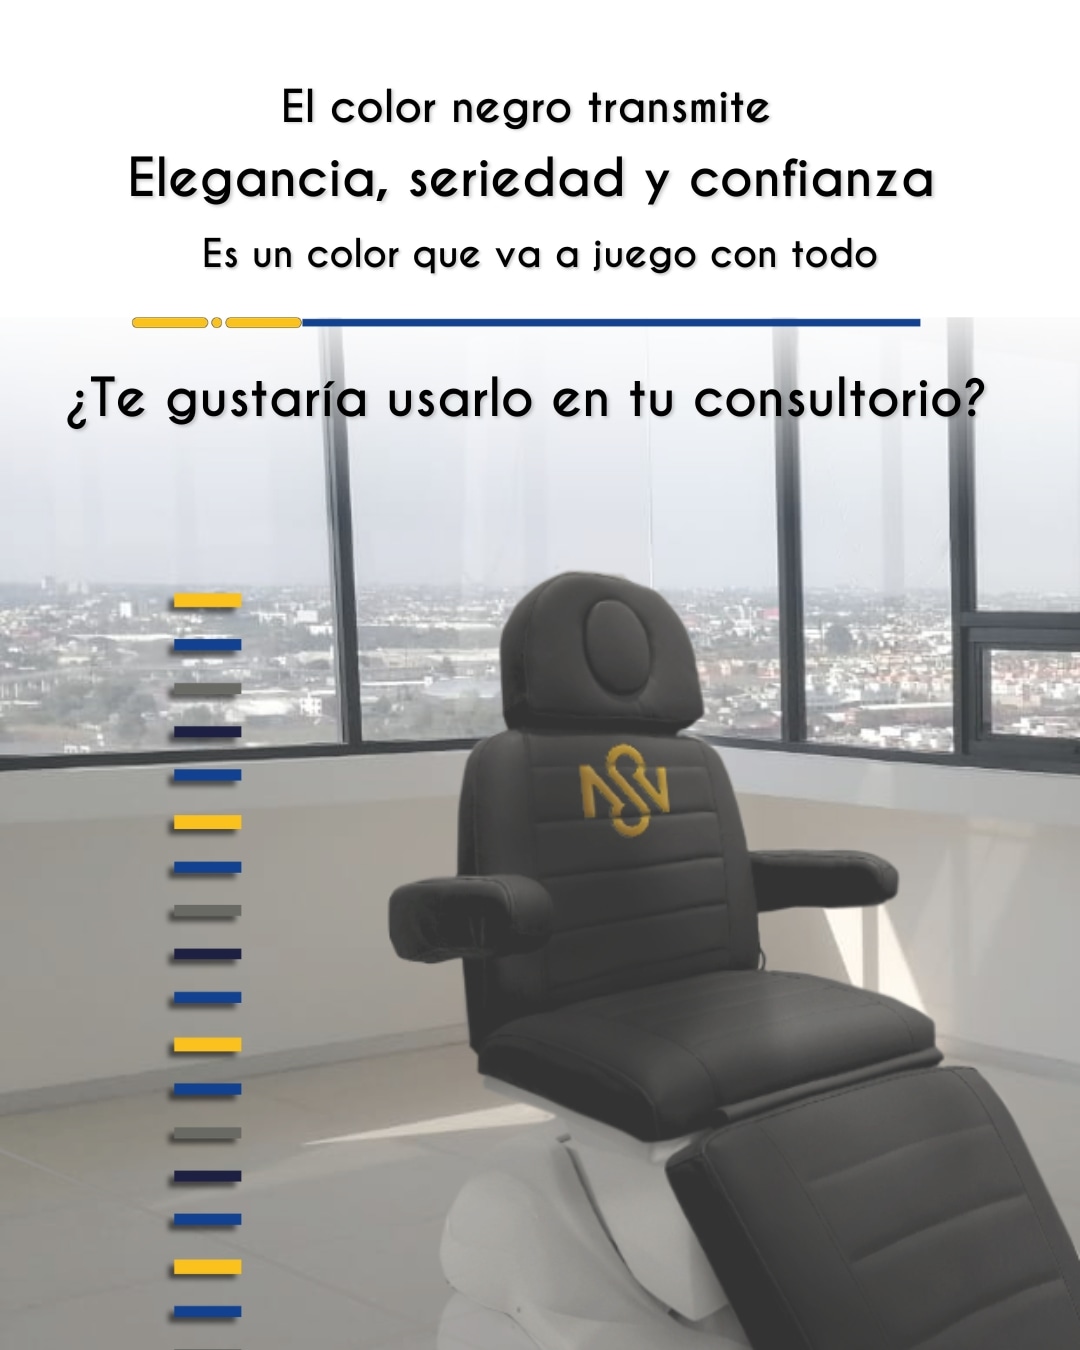 El color negro transmite
Elegancia, seriedad y confianza
Es un color que va a juego con todo
¿Te gustaría usarlo en tu consultorio?